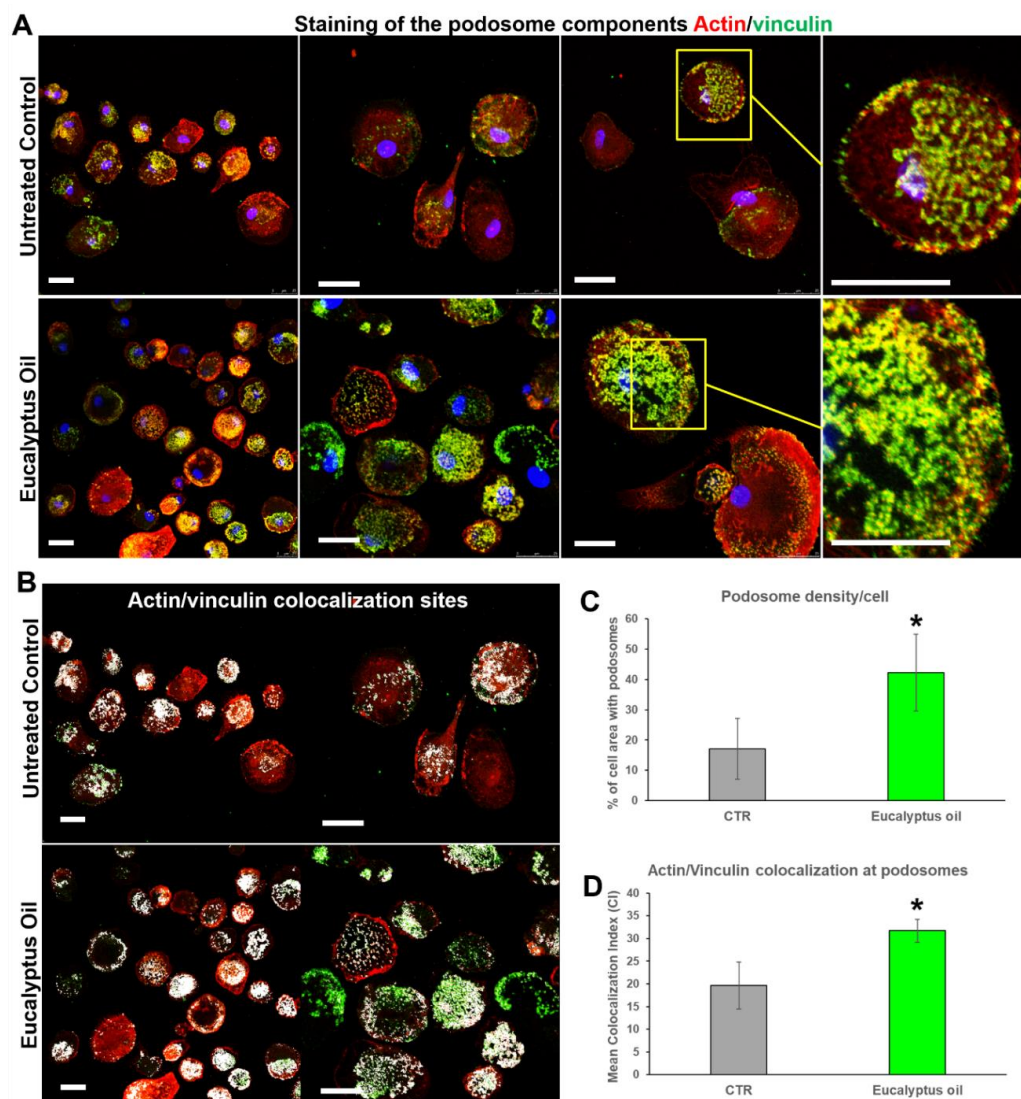 A
Staining of the podosome components Actin/vinculin
Untreated Control
Eucalyptus Oil
B
Actin/vinculin colocalization sites
Untreated Control
Eucalyptus Oil
C
Podosome density/cell
% of cell area with podosomes
60
50
40
30
20
10
0
*
CTR
Eucalyptus oil
D
Actin/Vinculin colocalization at podosomes
Mean Colocalization Index (CI)
40
35
30
25
20
15
10
5
0
*
CTR
Eucalyptus oil